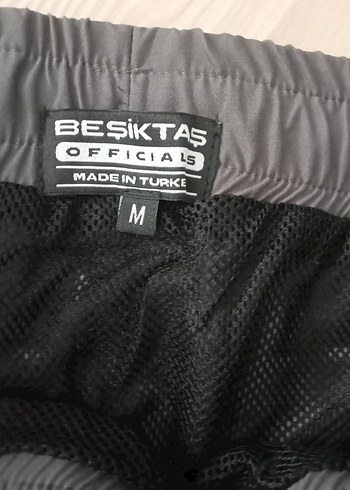 BEŞİKTAŞ
OFFICIALS
MADE IN TURKE
M